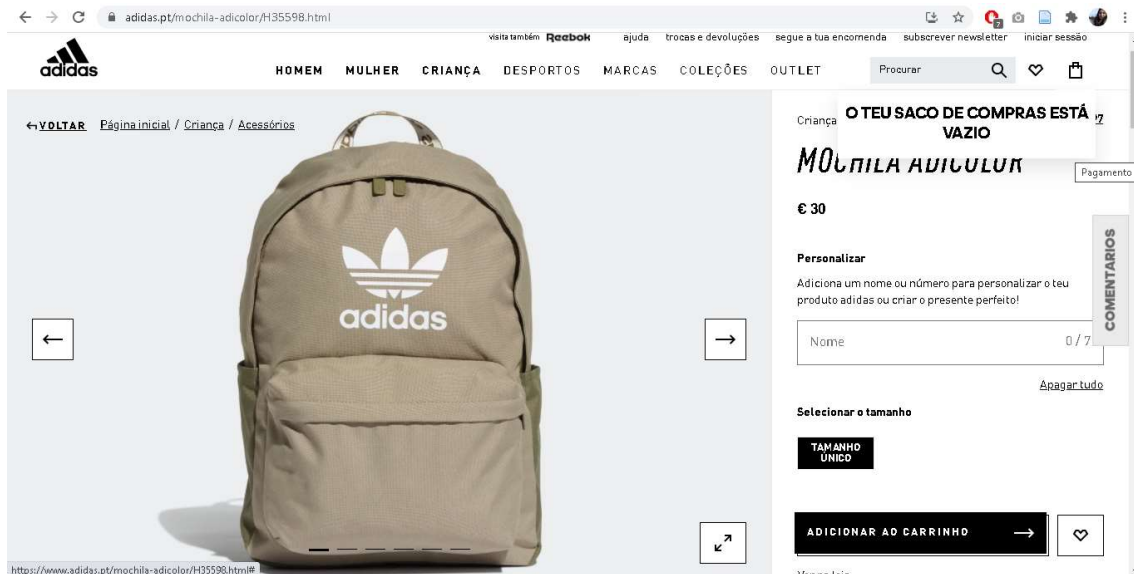 adidas.pt/mochila-adicolor/H35598.html
7
visita também Reebok ajuda trocas e devoluções segue a tua encomenda subscrever newsletter iniciar sessão
adidas
HOMEM MULHER CRIANÇA DESPORTOS MARCAS COLEÇÕES OUTLET Procurar
VOLTAR Página inicial / Criança / Acessórios
Criança
O TEU SACO DE COMPRAS ESTÁ
VAZIO
MOCHILA ADICOLOR
Pagamento
€ 30
COMENTARIOS
Personalizar
Adiciona um nome ou número para personalizar o teu
produto adidas ou criar o presente perfeito!
Nome 0 / 7
Apagar tudo
Selecionar o tamanho
TAMANHO
ÚNICO
ADICIONAR AO CARRINHO
adidas
https://www.adidas.pt/mochila-adicolor/H35598.html#